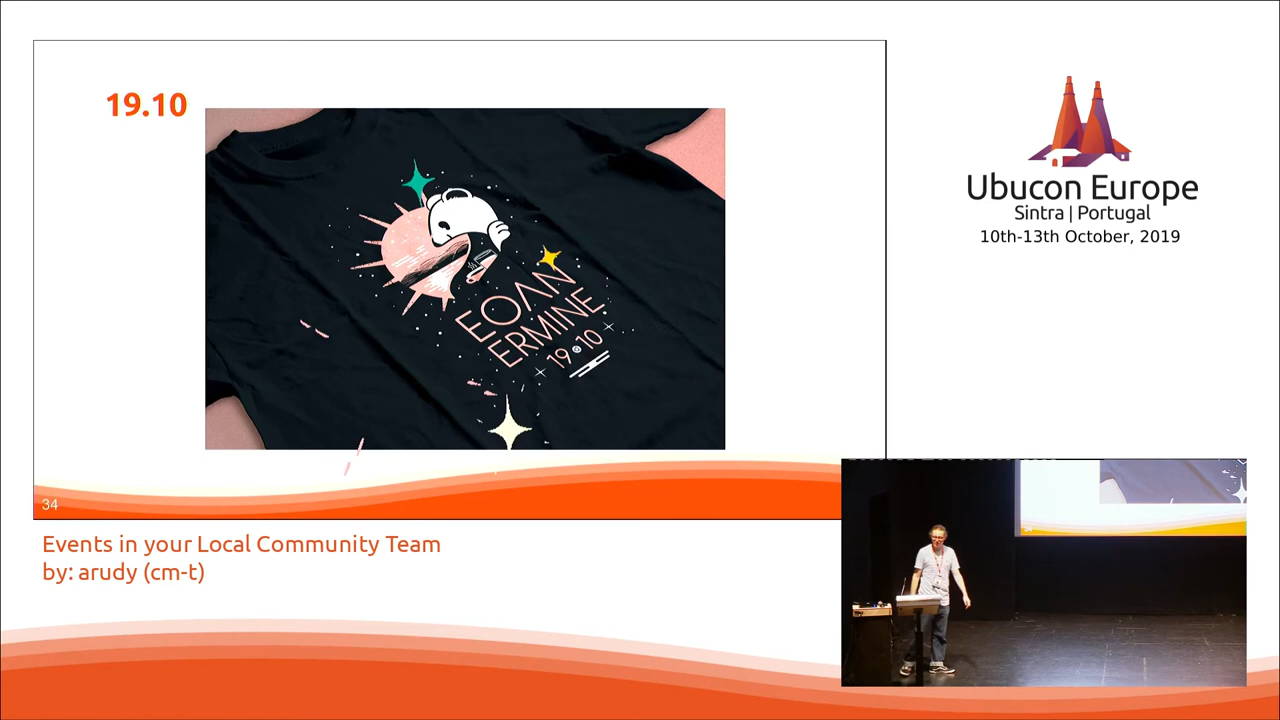 19.10
EOΛN
ERMINE
19 10
34
Events in your Local Community Team
by: arudy (cm-t)
Ubucon Europe
Sintra | Portugal
10th-13th October, 2019